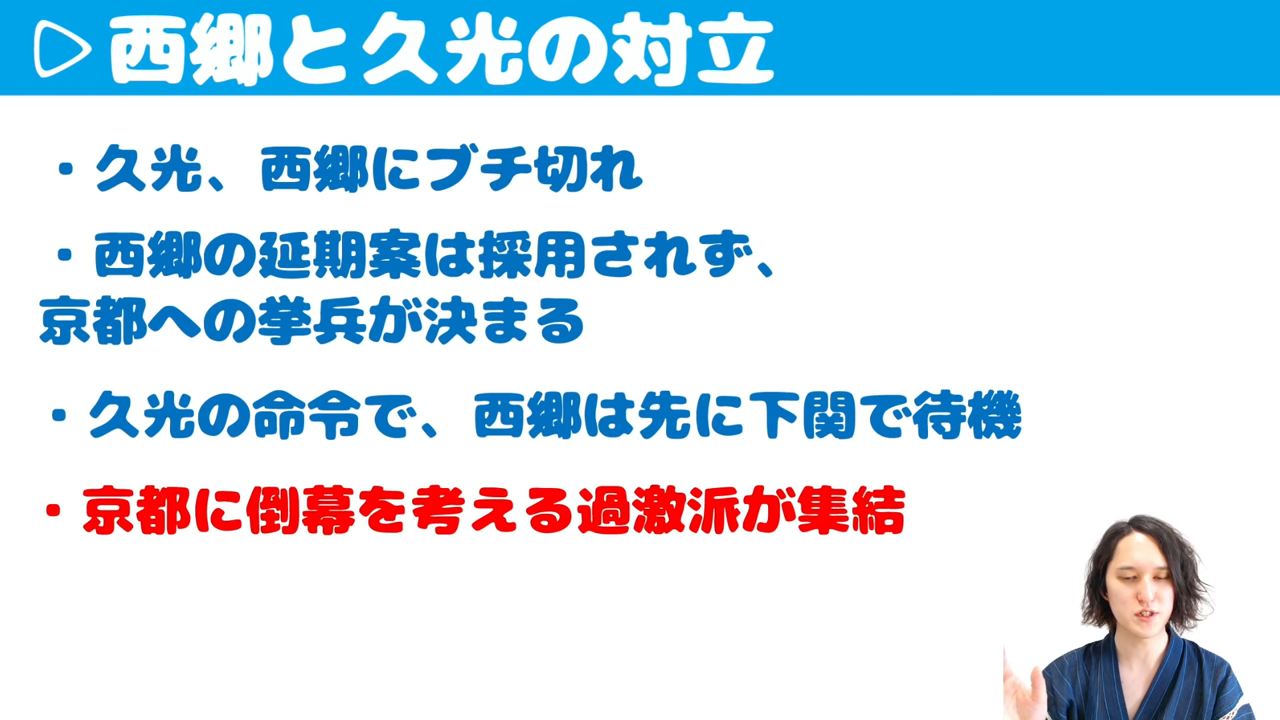 西郷と久光の対立
・久光、西郷にブチ切れ
・西郷の延期案は採用されず、
京都への挙兵が決まる
・久光の命令で、西郷は先に下関で待機
・京都に倒幕を考える過激派が集結